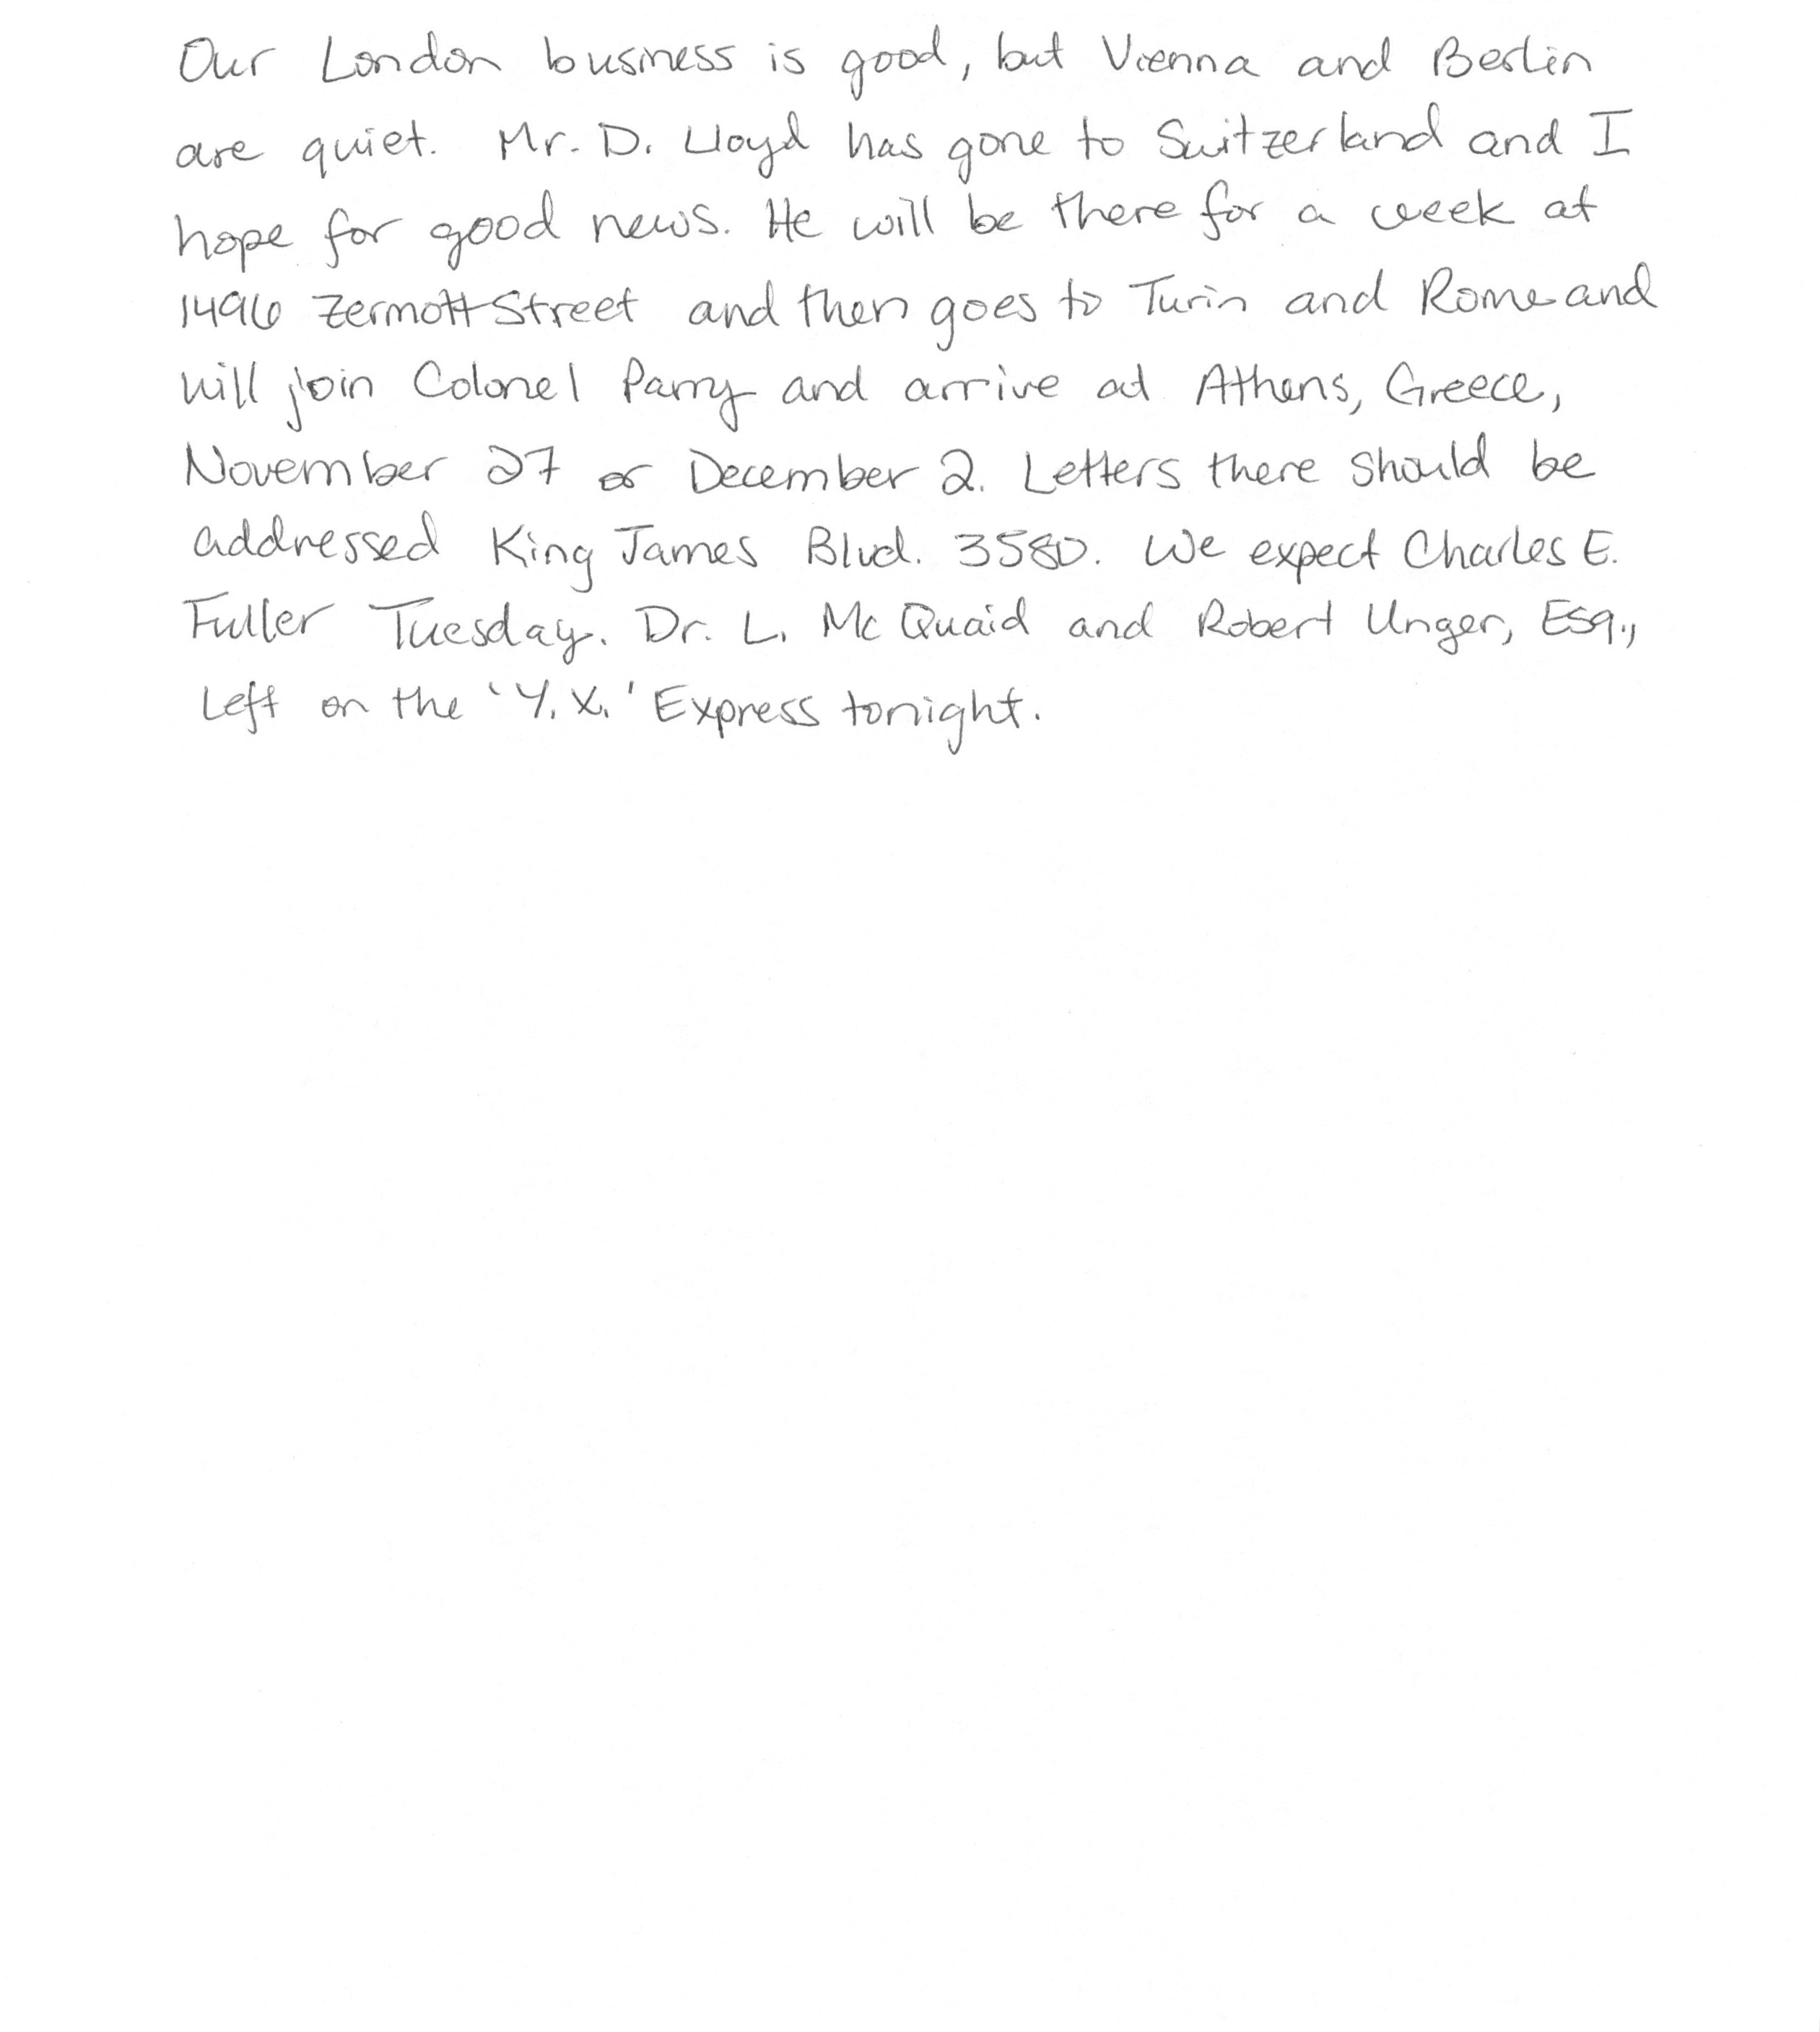 Our London business is good, but Vienna and Berlin
are quiet. Mr. D. Lloyd has gone to Switzerland and I
hope for good news. He will be there for a week at
1496 Zermott Street and then goes to Turin and Rome and
will join Colonel Parry and arrive at Athens, Greece,
November 27 or December 2. Letters there should be
addressed King James Blvd. 3580. We expect Charles E.
Fuller Tuesday. Dr. L. McQuaid and Robert Unger, Esq.,
left on the 'Y.X.' Express tonight.